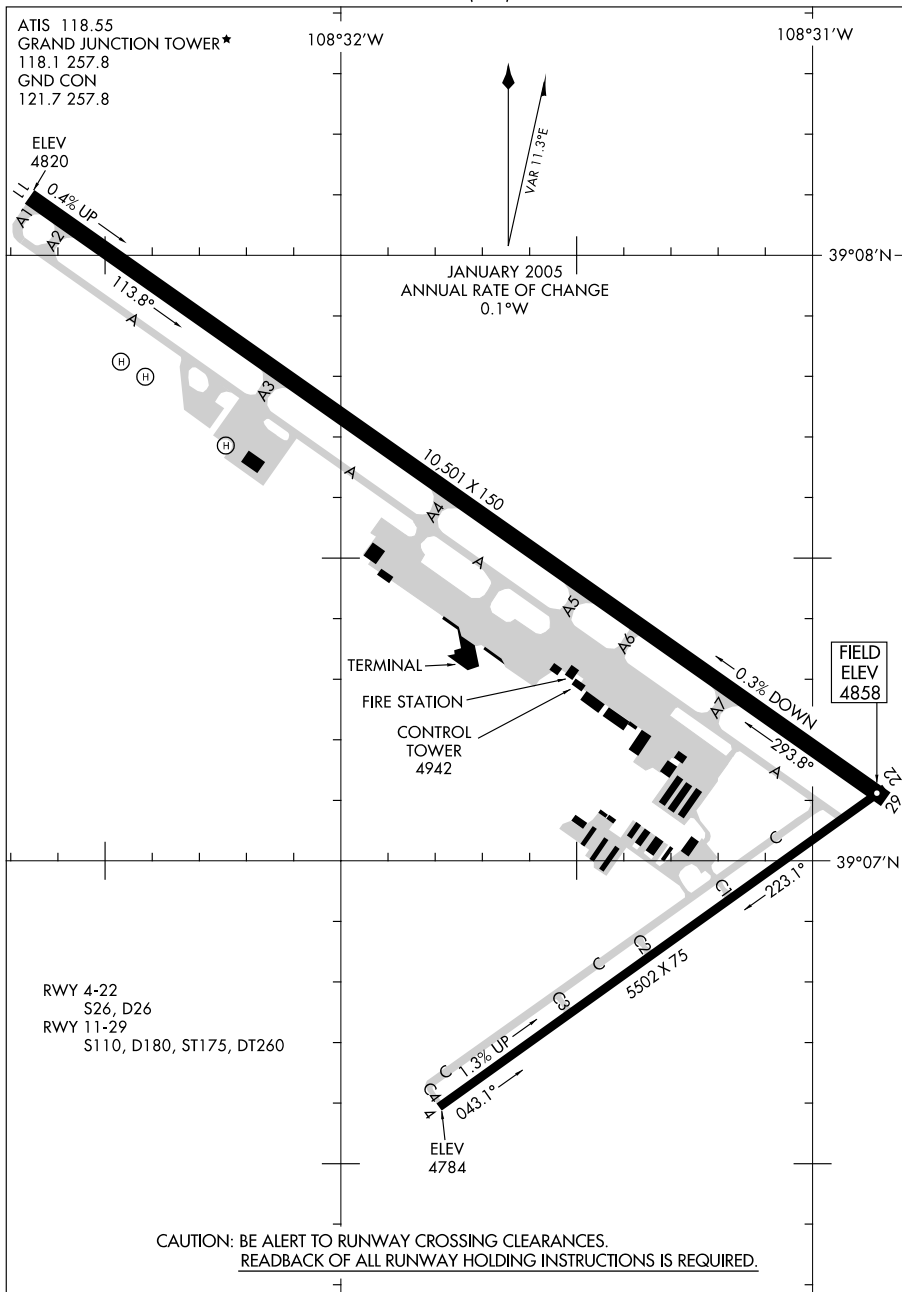 ATIS 118.55
GRAND JUNCTION TOWER★
118.1 257.8
GND CON
121.7 257.8
108°32'W
108°31'W
VAR 11.3°E
ELEV
4820
11
0.4% UP
A1
A2
113.8°
A
JANUARY 2005
ANNUAL RATE OF CHANGE
0.1°W
39°08'N
H
H
A3
H
A
10,501 X 150
A4
A
A5
A6
TERMINAL
FIRE STATION
CONTROL
TOWER
4942
0.3% DOWN
A7
293.8°
A
FIELD
ELEV
4858
22
29
C
39°07'N
C1
223.1°
C2
C
5502 X 75
C3
RWY 4-22
S26, D26
RWY 11-29
S110, D180, ST175, DT260
1.3% UP
C
C4
4
043.1°
ELEV
4784
CAUTION: BE ALERT TO RUNWAY CROSSING CLEARANCES.
READBACK OF ALL RUNWAY HOLDING INSTRUCTIONS IS REQUIRED.